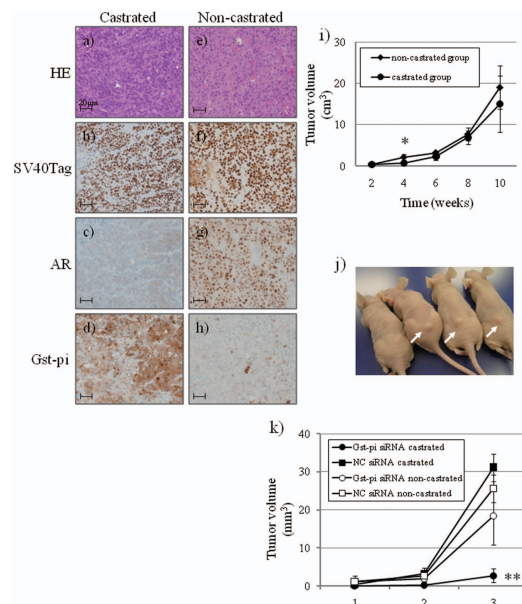 Castrated
Non-castrated
HE
a)
20μm
e)
SV40Tag
b)
f)
AR
c)
g)
Gst-pi
d)
h)
i)
Tumor volume
(cm3)
30
20
10
0
non-castrated group
castrated group
*
2 4 6 8 10
Time (weeks)
j)
k)
Tumor volume
(mm3)
40
30
20
10
0
Gst-pi siRNA castrated
NC siRNA castrated
Gst-pi siRNA non-castrated
NC siRNA non-castrated
**
1 2 3